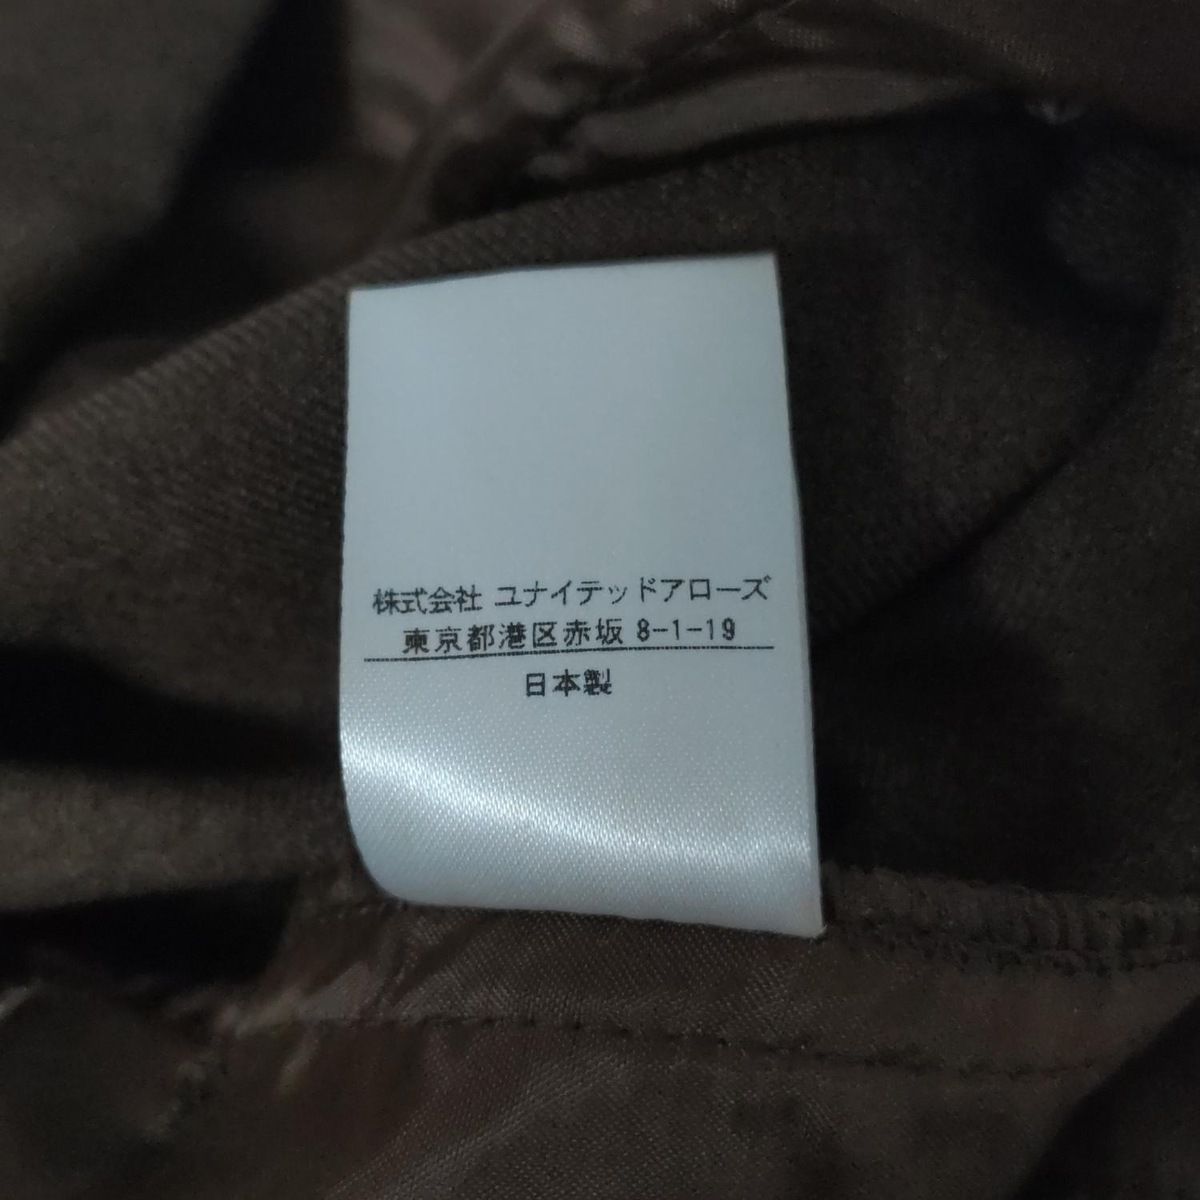 株式会社 ユナイテッドアローズ
東京都港区赤坂 8-1-19
日本製